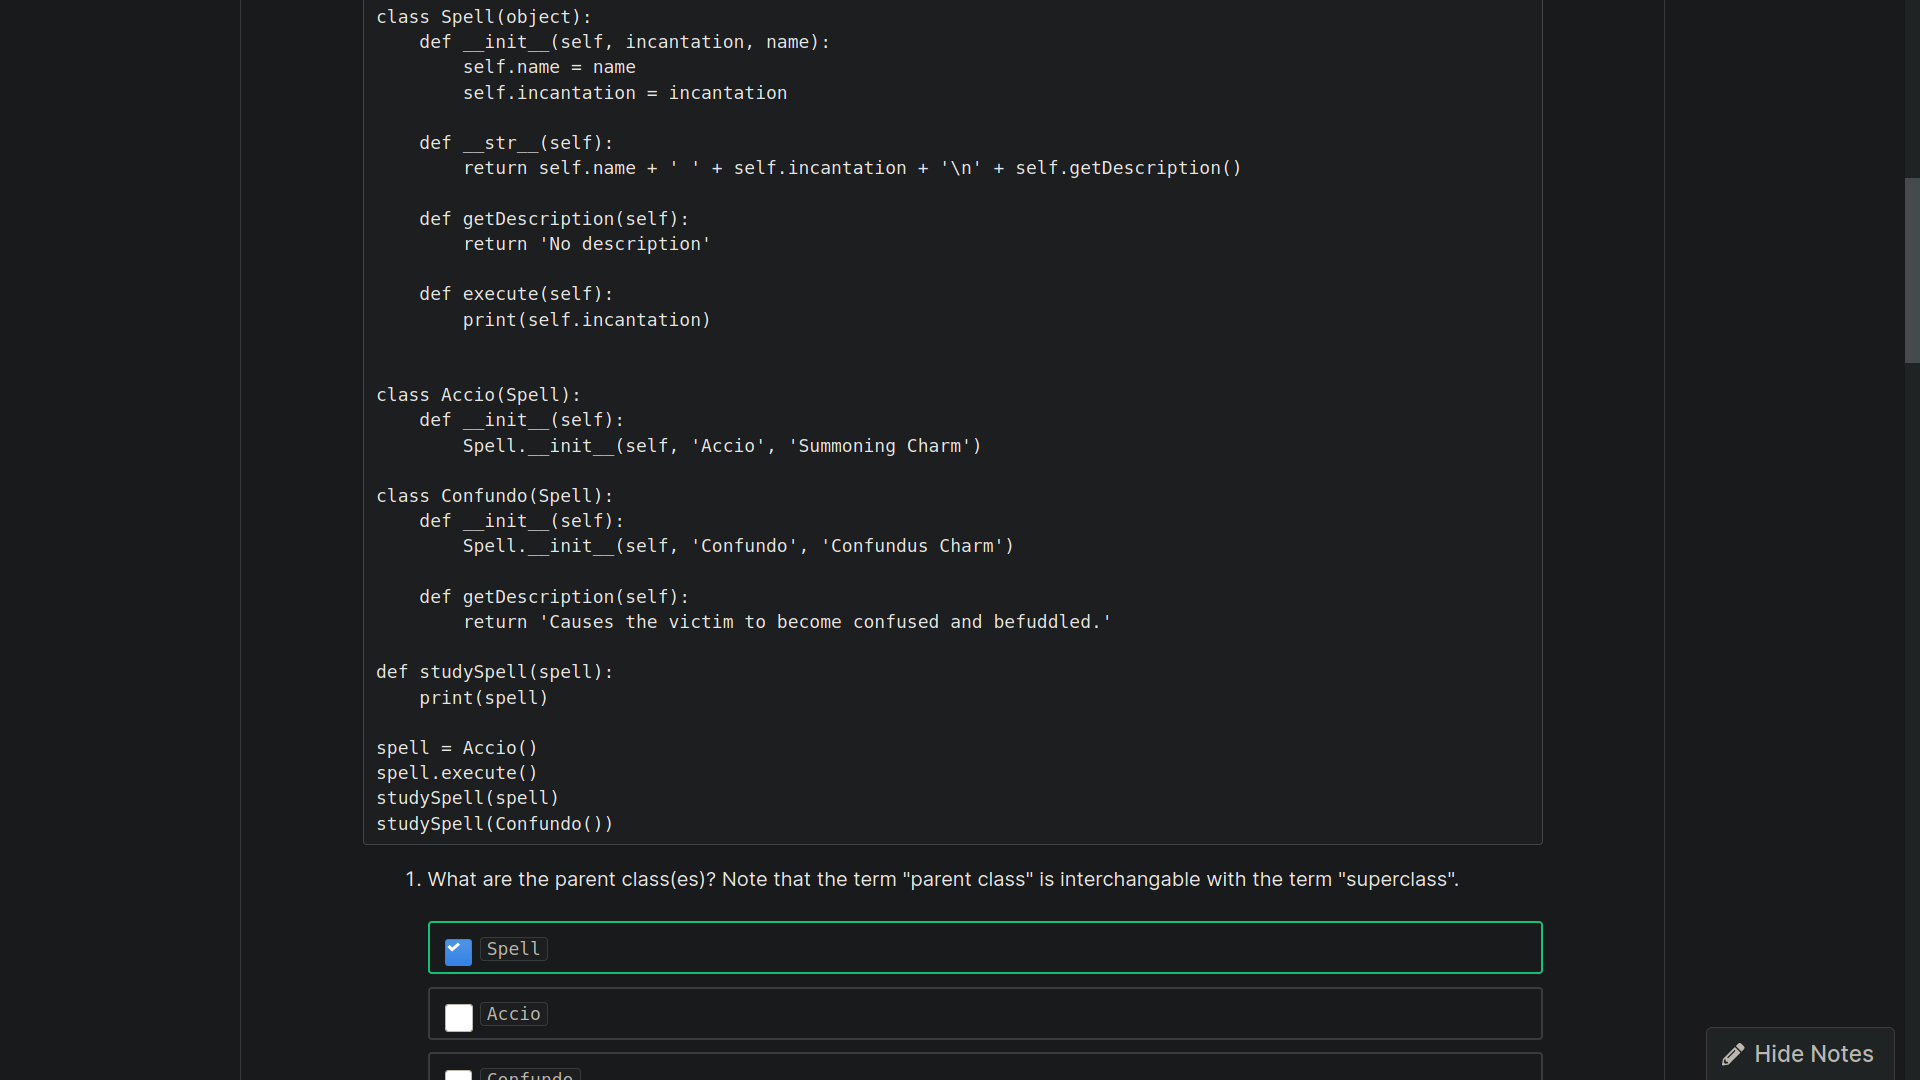 class Spell(object):
    def __init__(self, incantation, name):
        self.name = name
        self.incantation = incantation

    def __str__(self):
        return self.name + ' ' + self.incantation + '\n' + self.getDescription()

    def getDescription(self):
        return 'No description'

    def execute(self):
        print(self.incantation)


class Accio(Spell):
    def __init__(self):
        Spell.__init__(self, 'Accio', 'Summoning Charm')

class Confundo(Spell):
    def __init__(self):
        Spell.__init__(self, 'Confundo', 'Confundus Charm')

    def getDescription(self):
        return 'Causes the victim to become confused and befuddled.'

def studySpell(spell):
    print(spell)

spell = Accio()
spell.execute()
studySpell(spell)
studySpell(Confundo())
1. What are the parent class(es)? Note that the term "parent class" is interchangable with the term "superclass".
Spell
Accio
Confundo
Hide Notes